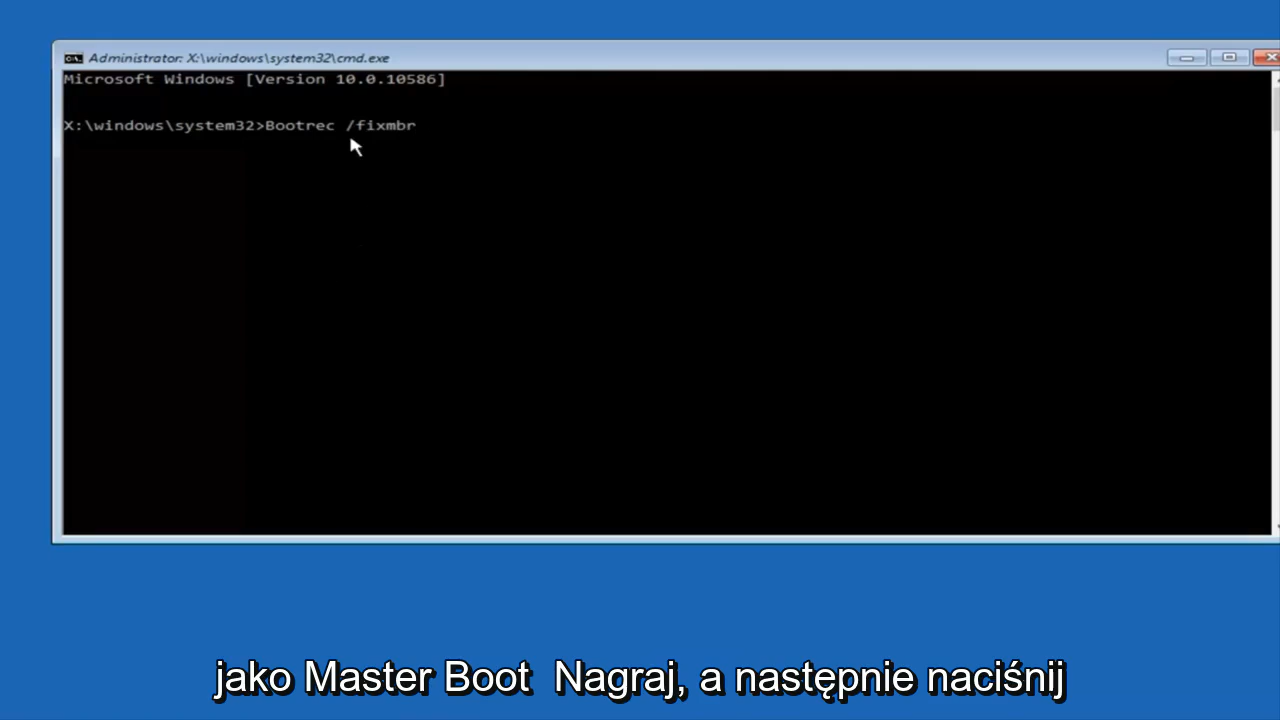 Administrator: X:\windows\system32\cmd.exe
Microsoft Windows [Version 10.0.10586]
X:\windows\system32>Bootrec /fixmbr
jako Master Boot  Nagraj, a następnie naciśnij